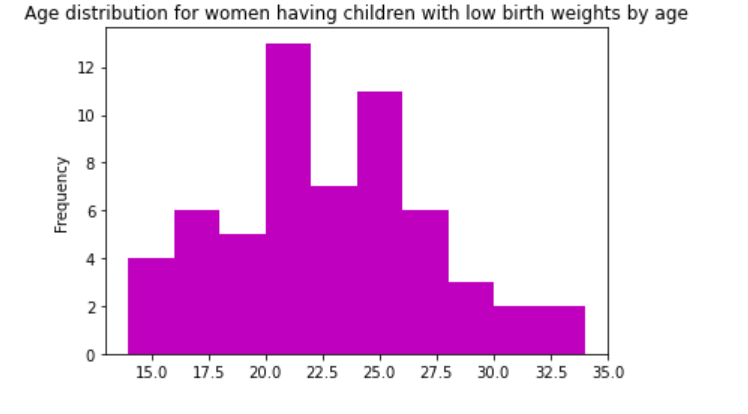 Age distribution for women having children with low birth weights by age
12
10
8
6
4
2
0
Frequency
15.0 17.5 20.0 22.5 25.0 27.5 30.0 32.5 35.0